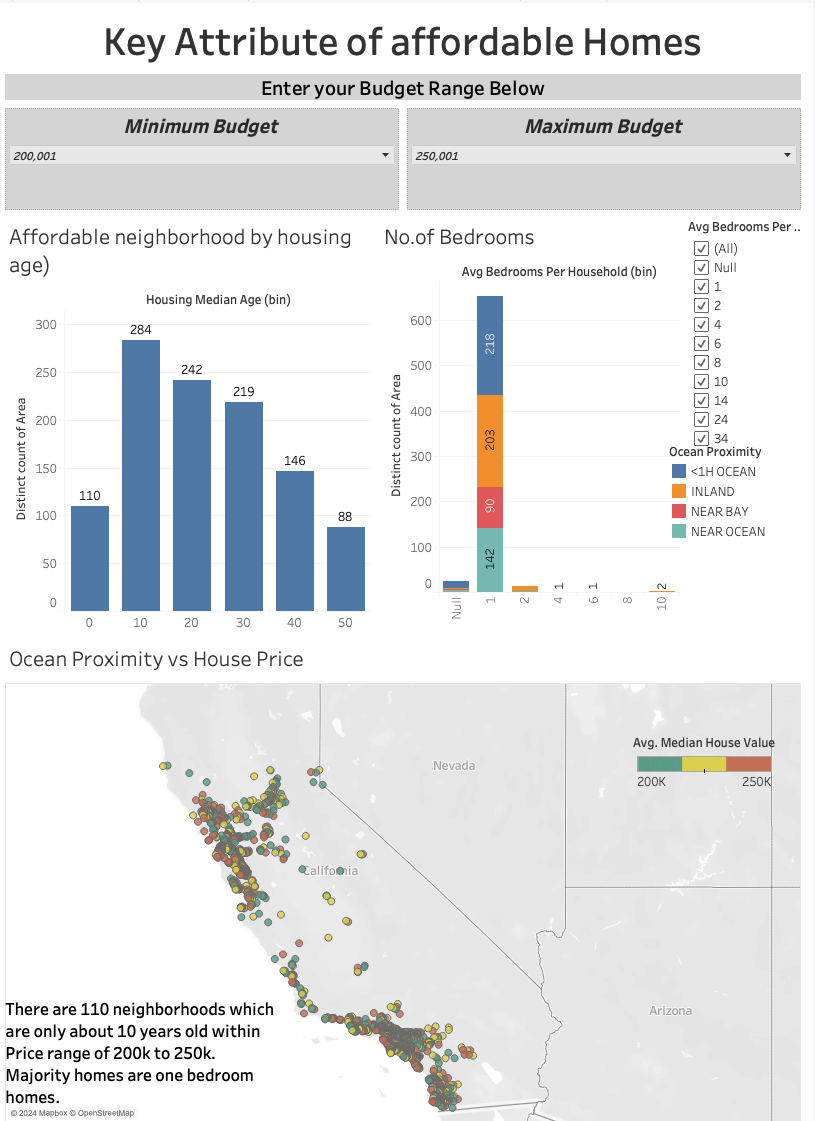 Key Attribute of affordable Homes
Enter your Budget Range Below
Minimum Budget
200,001
Maximum Budget
250,001
Affordable neighborhood by housing
age)
Housing Median Age (bin)
Distinct count of Area
300
250
200
150
100
50
0
110
284
242
219
146
88
0
10
20
30
40
50
No.of Bedrooms
Avg Bedrooms Per Household (bin)
Distinct count of Area
600
500
400
300
200
100
0
218
203
90
142
1
1
2
Null
1
2
4
6
8
10
Avg Bedrooms Per ..
(All)
Null
1
2
4
6
8
10
14
24
34
Ocean Proximity
<1H OCEAN
INLAND
NEAR BAY
NEAR OCEAN
Ocean Proximity vs House Price
Avg. Median House Value
200K 250K
Nevada
California
Arizona
There are 110 neighborhoods which
are only about 10 years old within
Price range of 200k to 250k.
Majority homes are one bedroom
homes.
© 2024 Mapbox © OpenStreetMap